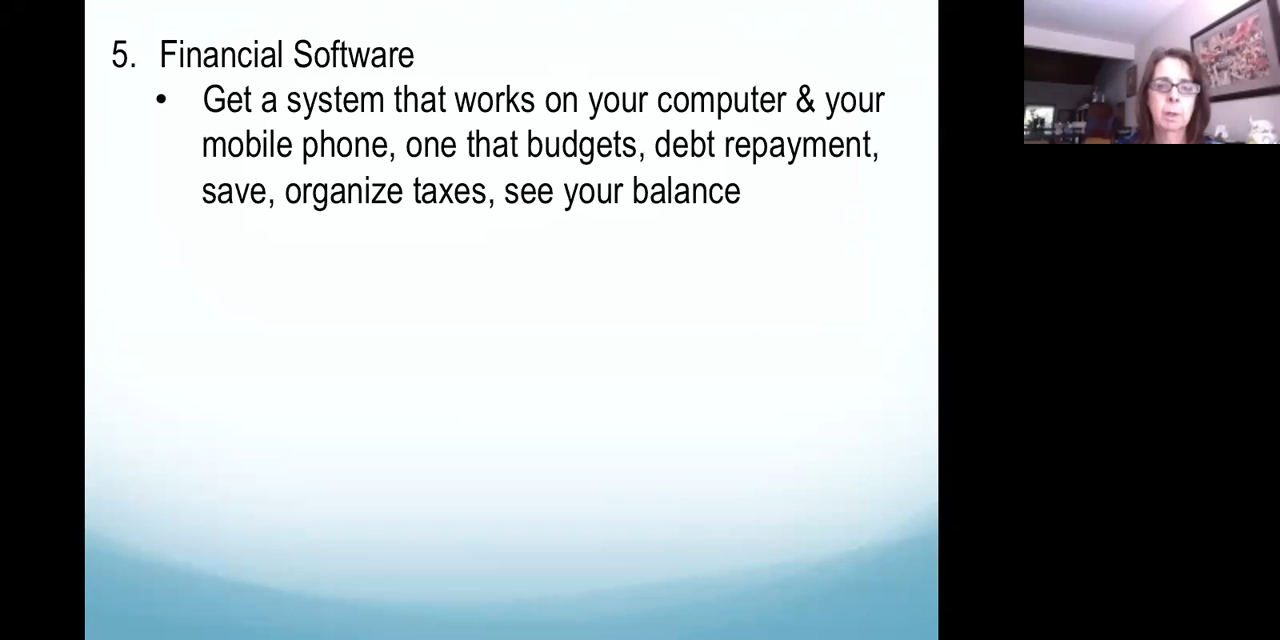 5. Financial Software
• Get a system that works on your computer & your
mobile phone, one that budgets, debt repayment,
save, organize taxes, see your balance